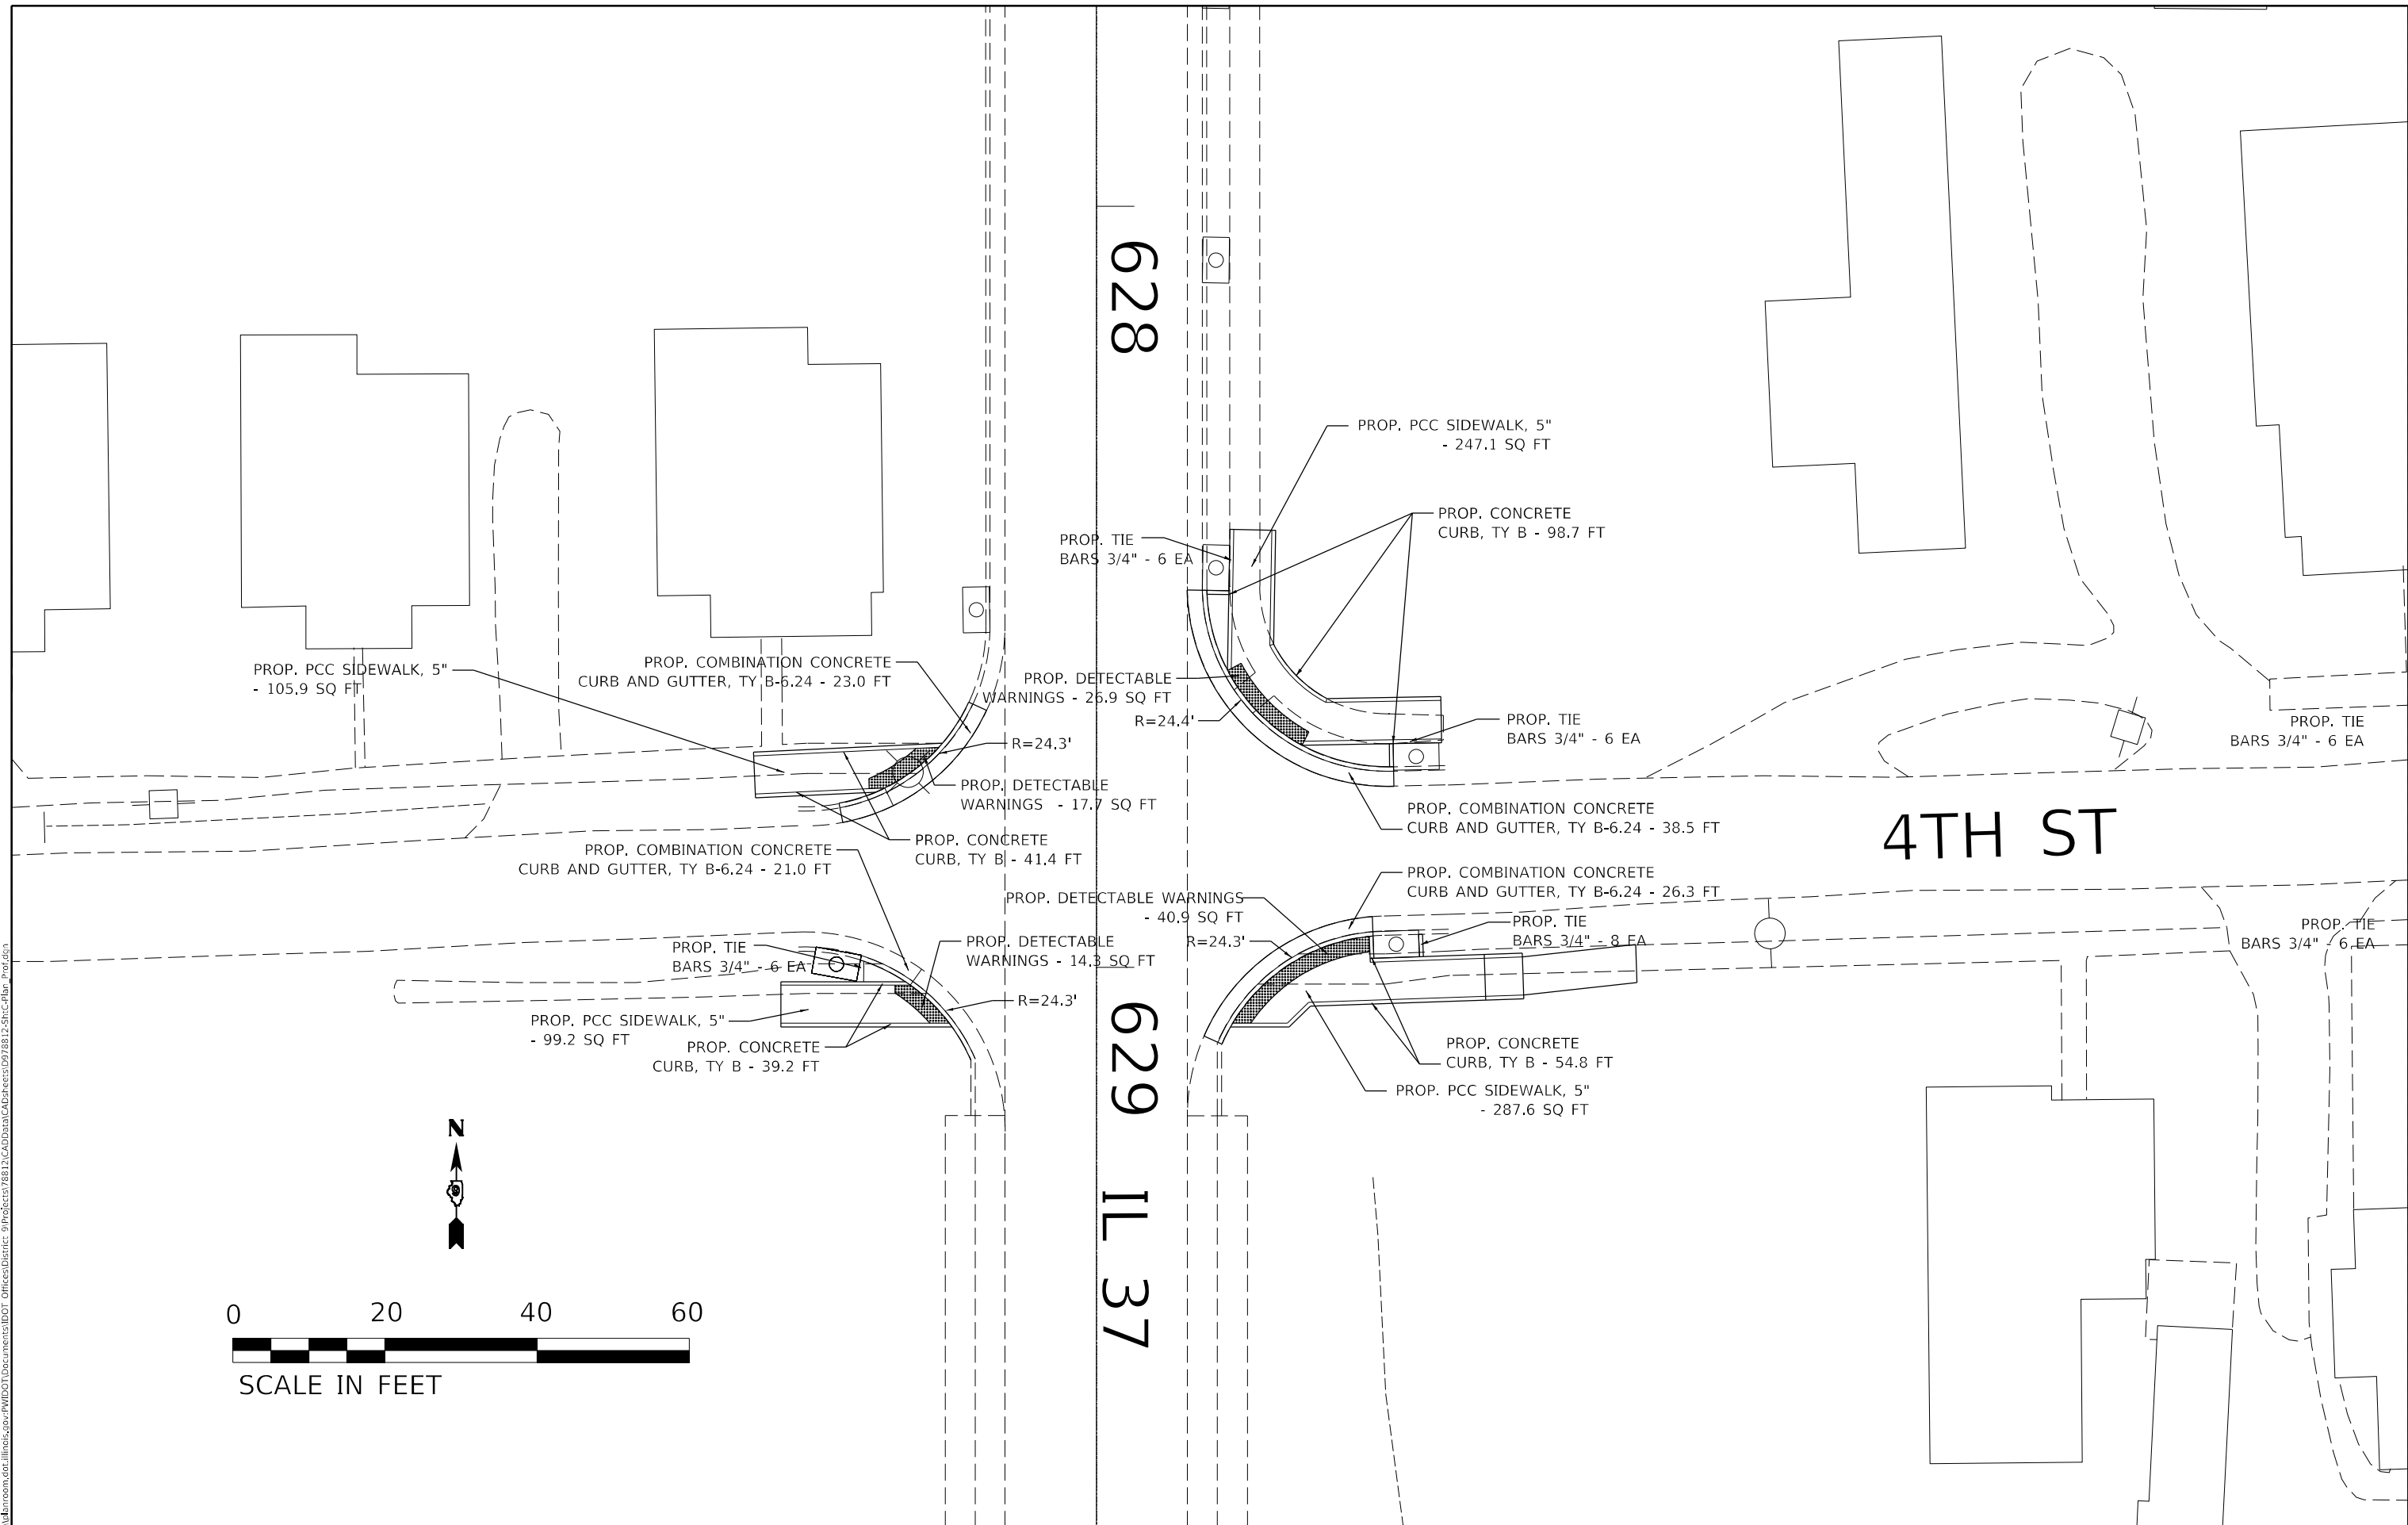 628
PROP. PCC SIDEWALK, 5"
- 247.1 SQ FT
PROP. CONCRETE
CURB, TY B - 98.7 FT
PROP. TIE
BARS 3/4" - 6 EA
PROP. PCC SIDEWALK, 5"
- 105.9 SQ FT
PROP. COMBINATION CONCRETE
CURB AND GUTTER, TY B-6.24 - 23.0 FT
PROP. DETECTABLE
WARNINGS - 26.9 SQ FT
R=24.4'
PROP. TIE
BARS 3/4" - 6 EA
PROP. TIE
BARS 3/4" - 6 EA
R=24.3'
PROP. DETECTABLE
WARNINGS - 17.7 SQ FT
PROP. COMBINATION CONCRETE
CURB AND GUTTER, TY B-6.24 - 38.5 FT
4TH ST
PROP. CONCRETE
CURB, TY B - 41.4 FT
PROP. COMBINATION CONCRETE
CURB AND GUTTER, TY B-6.24 - 21.0 FT
PROP. COMBINATION CONCRETE
CURB AND GUTTER, TY B-6.24 - 26.3 FT
PROP. DETECTABLE WARNINGS
- 40.9 SQ FT
PROP. TIE
BARS 3/4" - 8 EA
PROP. TIE
BARS 3/4" - 6 EA
PROP. TIE
BARS 3/4" - 6 EA
PROP. DETECTABLE
WARNINGS - 14.3 SQ FT
R=24.3'
R=24.3'
PROP. PCC SIDEWALK, 5"
- 99.2 SQ FT
PROP. CONCRETE
CURB, TY B - 39.2 FT
629
PROP. CONCRETE
CURB, TY B - 54.8 FT
PROP. PCC SIDEWALK, 5"
- 287.6 SQ FT
N
9
IL 37
0 20 40 60
SCALE IN FEET